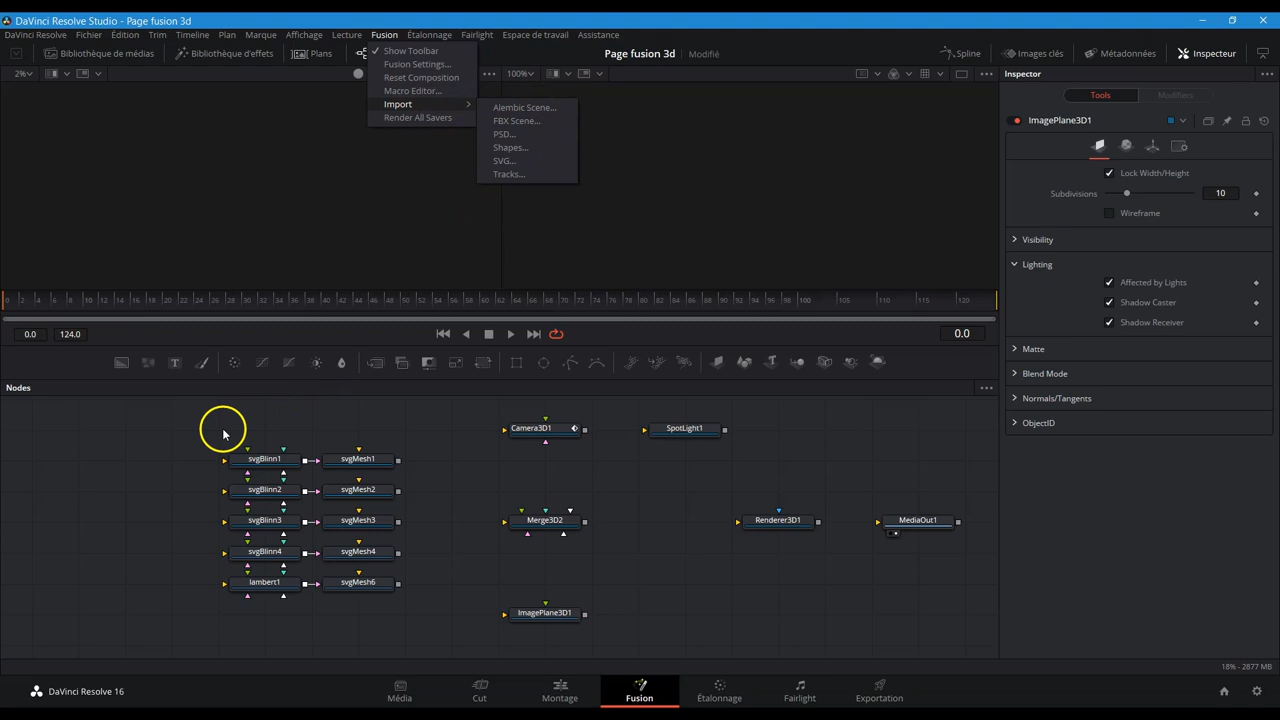 DaVinci Resolve Studio - Page fusion 3d
DaVinci Resolve Fichier Édition Trim Timeline Plan Marque Affichage Lecture Fusion Étalonnage Fairlight Espace de travail Assistance
Bibliothèque de médias Bibliothèque d'effets Plans Page fusion 3d Modifié Spline Images clés Métadonnées Inspecteur
Show Toolbar
Fusion Settings...
Reset Composition
Macro Editor...
Import
Render All Savers
Alembic Scene...
FBX Scene...
PSD...
Shapes...
SVG...
Tracks...
2% 100% Inspector
Tools Modifiers
ImagePlane3D1
Lock Width/Height
Subdivisions 10
Wireframe
Visibility
Lighting
Affected by Lights
Shadow Caster
Shadow Receiver
Matte
Blend Mode
Normals/Tangents
ObjectID
0 2 4 6 8 10 12 14 16 18 20 22 24 26 28 30 32 34 36 38 40 42 44 46 48 50 52 54 56 58 60 62 64 66 68 70 72 74 76 78 80 82 84 86 88 90 92 94 96 98 100 105 110 115 120
0.0 124.0 0.0
Nodes
Camera3D1 SpotLight1
svgBlinn1 svgMesh1
svgBlinn2 svgMesh2
svgBlinn3 svgMesh3 Merge3D2 Renderer3D1 MediaOut1
svgBlinn4 svgMesh4
lambert1 svgMesh6
ImagePlane3D1
18% - 2877 MB
DaVinci Resolve 16 Média Cut Montage Fusion Étalonnage Fairlight Exportation